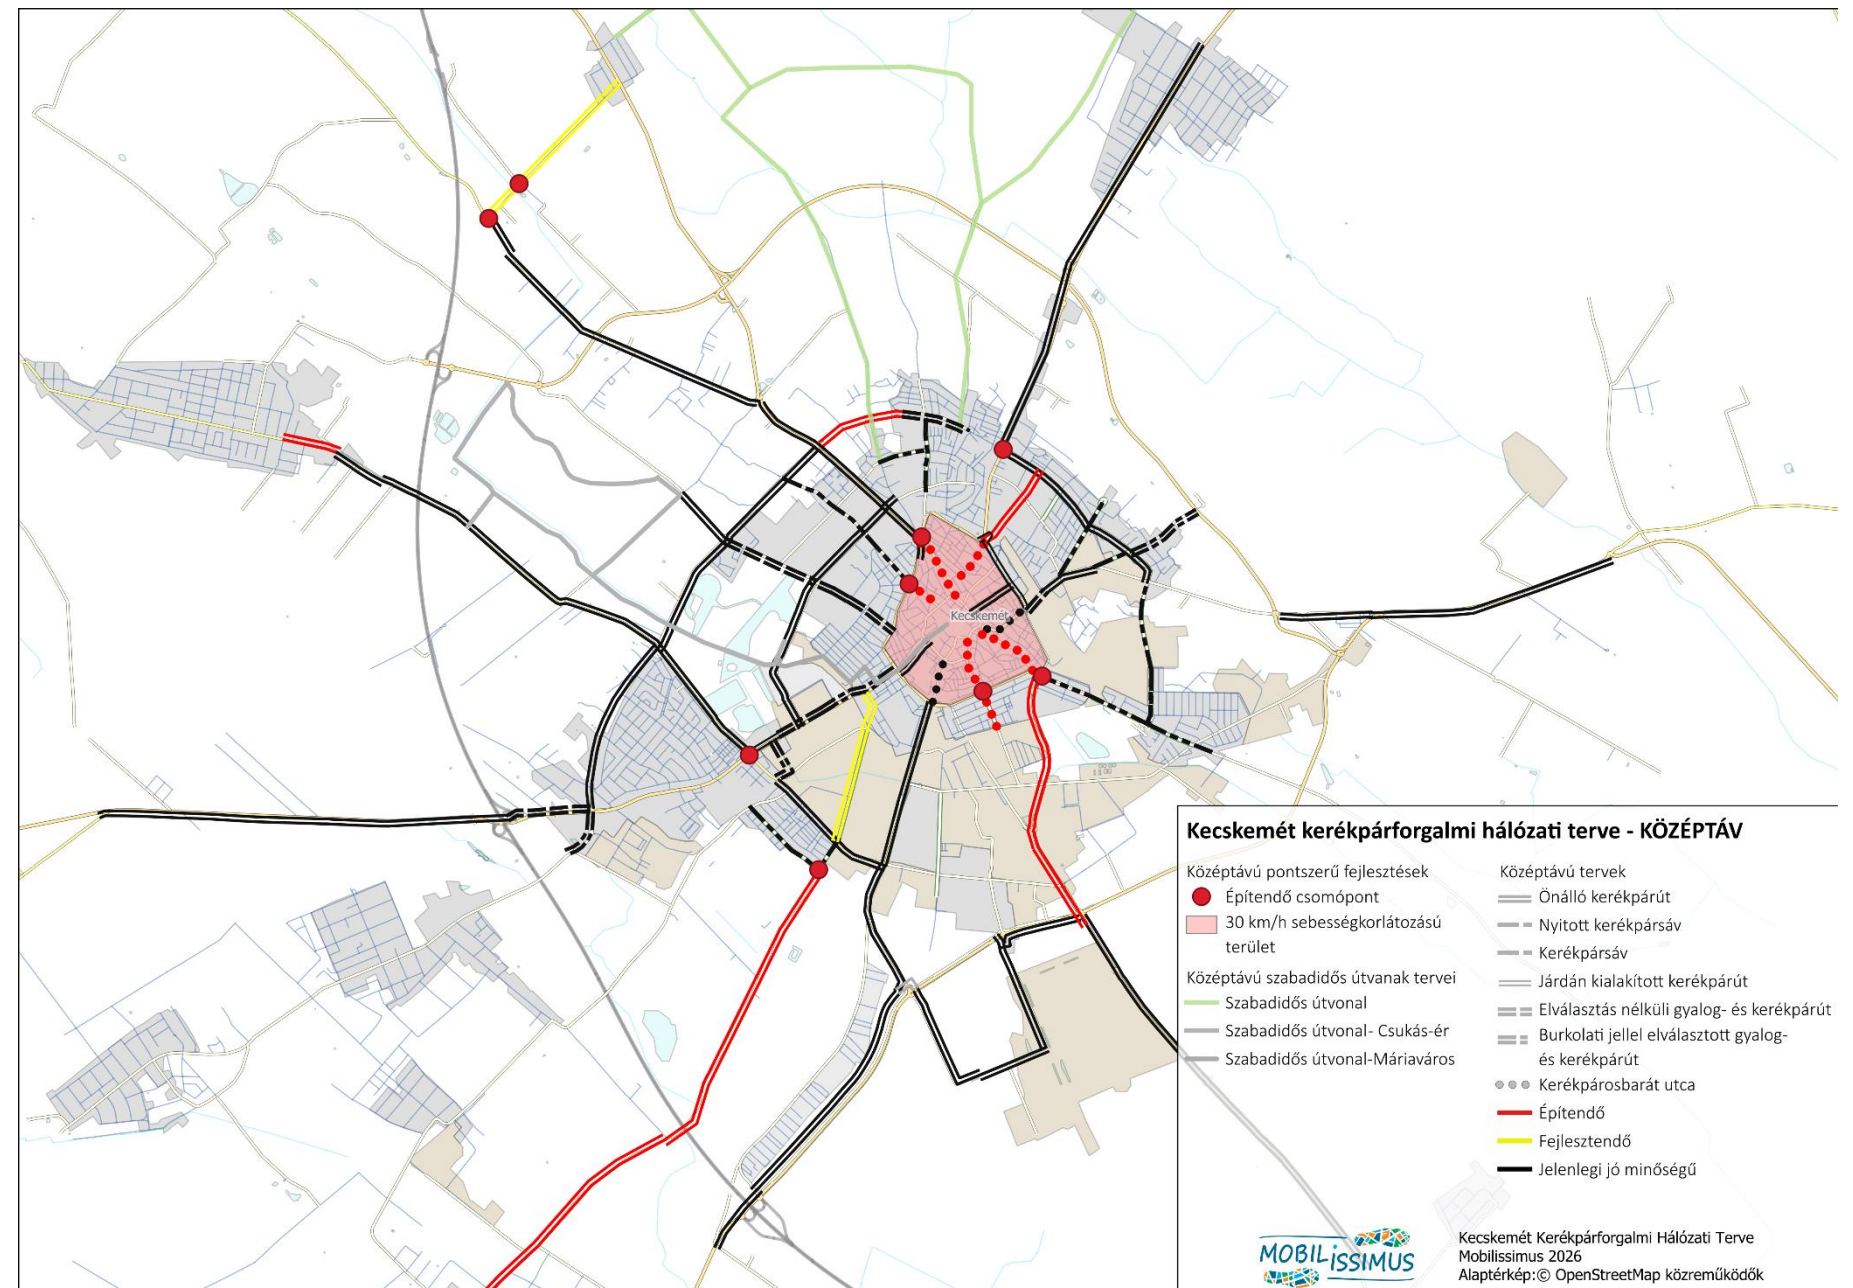 Kecskemét
Kecskemét kerékpárforgalmi hálózati terve - KÖZÉPTÁV
Középtávú pontszerű fejlesztések
Építendő csomópont
30 km/h sebességkorlátozású
terület
Középtávú szabadidős útvanak tervei
Szabadidős útvonal
Szabadidős útvonal- Csukás-ér
Szabadidős útvonal-Máriaváros
Középtávú tervek
Önálló kerékpárút
Nyitott kerékpársáv
Kerékpársáv
Járdán kialakított kerékpárút
Elválasztás nélküli gyalog- és kerékpárút
Burkolati jellel elválasztott gyalog-
és kerékpárút
Kerékpárosbarát utca
Építendő
Fejlesztendő
Jelenlegi jó minőségű
MOBILiSSIMUS
Kecskemét Kerékpárforgalmi Hálózati Terve
Mobilissimus 2026
Alaptérkép:© OpenStreetMap közreműködők